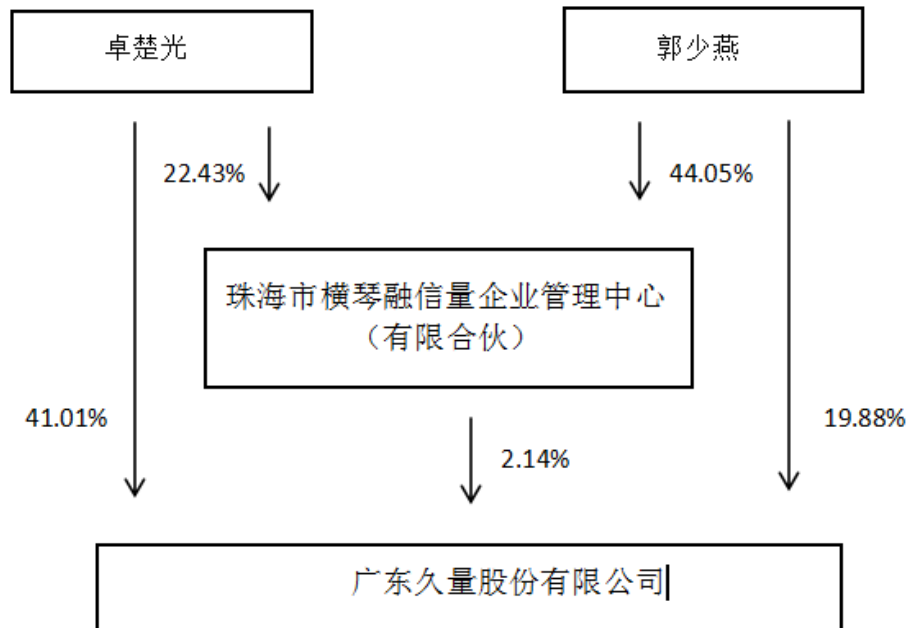 卓楚光
郭少燕
22.43%
44.05%
珠海市横琴融信量企业管理中心
（有限合伙）
41.01%
19.88%
2.14%
广东久量股份有限公司